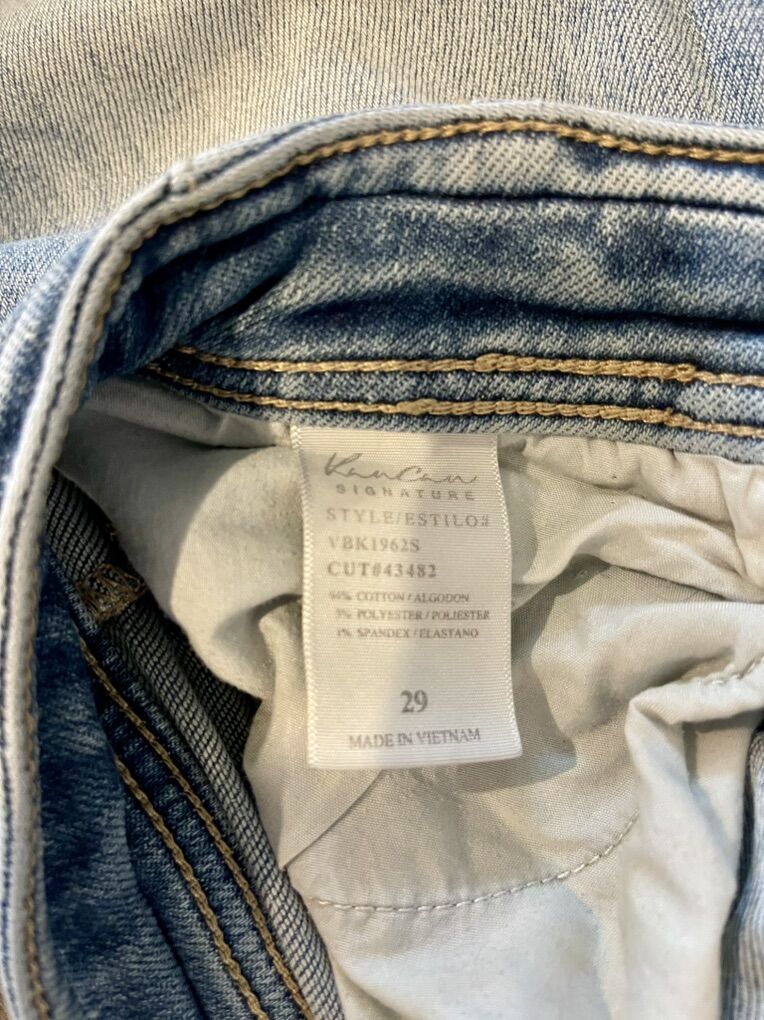 KanCan
SIGNATURE
STYLE/ESTILO#
VBK1962S
CUT#43482
94% COTTON / ALGODON
5% POLYESTER / POLIESTER
1% SPANDEX / ELASTANO
29
MADE IN VIETNAM